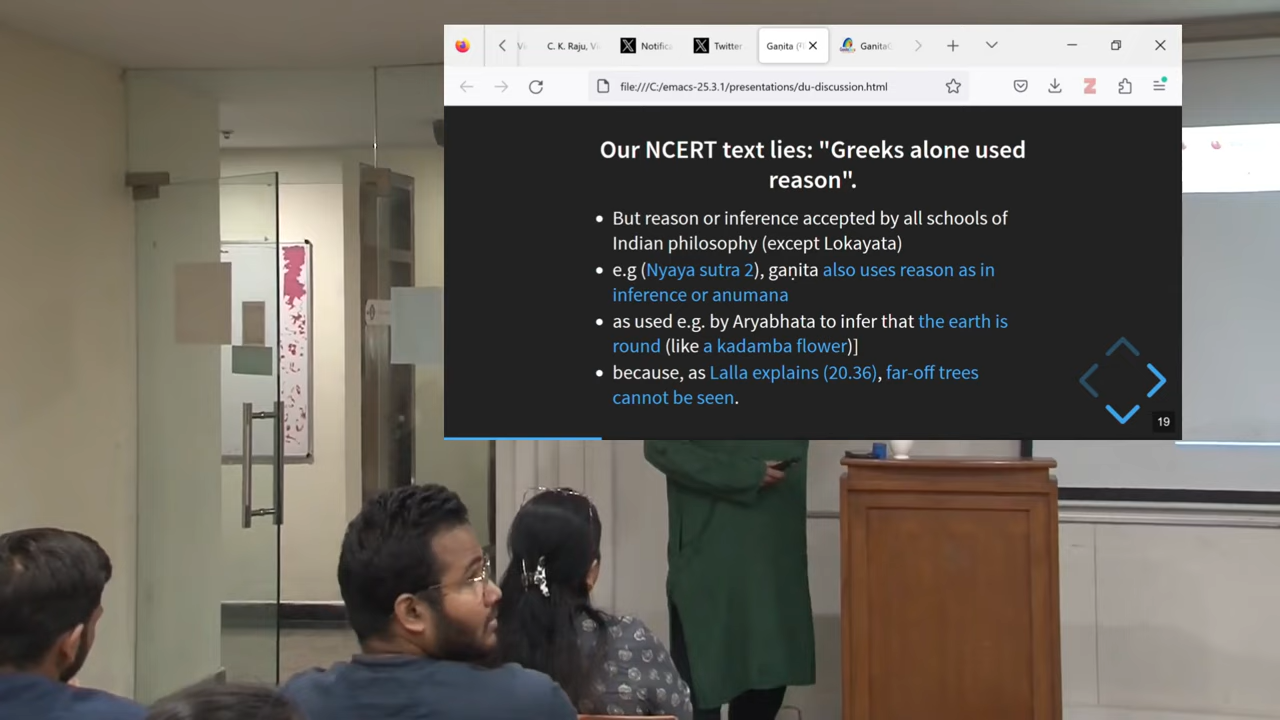 C. K. Raju, Vi
Notific
Twitter
Gaṇita (
Ganita
file:///C:/emacs-25.3.1/presentations/du-discussion.html
Our NCERT text lies: "Greeks alone used
reason".
But reason or inference accepted by all schools of
Indian philosophy (except Lokayata)
e.g (Nyaya sutra 2), gaṇita also uses reason as in
inference or anumana
as used e.g. by Aryabhata to infer that the earth is
round (like a kadamba flower)]
because, as Lalla explains (20.36), far-off trees
cannot be seen.
19